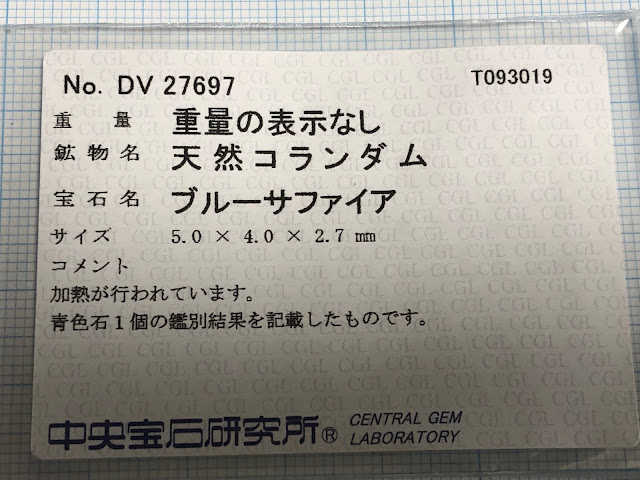 No. DV 27697 T093019
重量 重量の表示なし
鉱物名 天然コランダム
宝石名 ブルーサファイア
サイズ 5.0 × 4.0 × 2.7 ㎜
コメント
加熱が行われています。
青色石1個の鑑別結果を記載したものです。
中央宝石研究所® CENTRAL GEM
LABORATORY